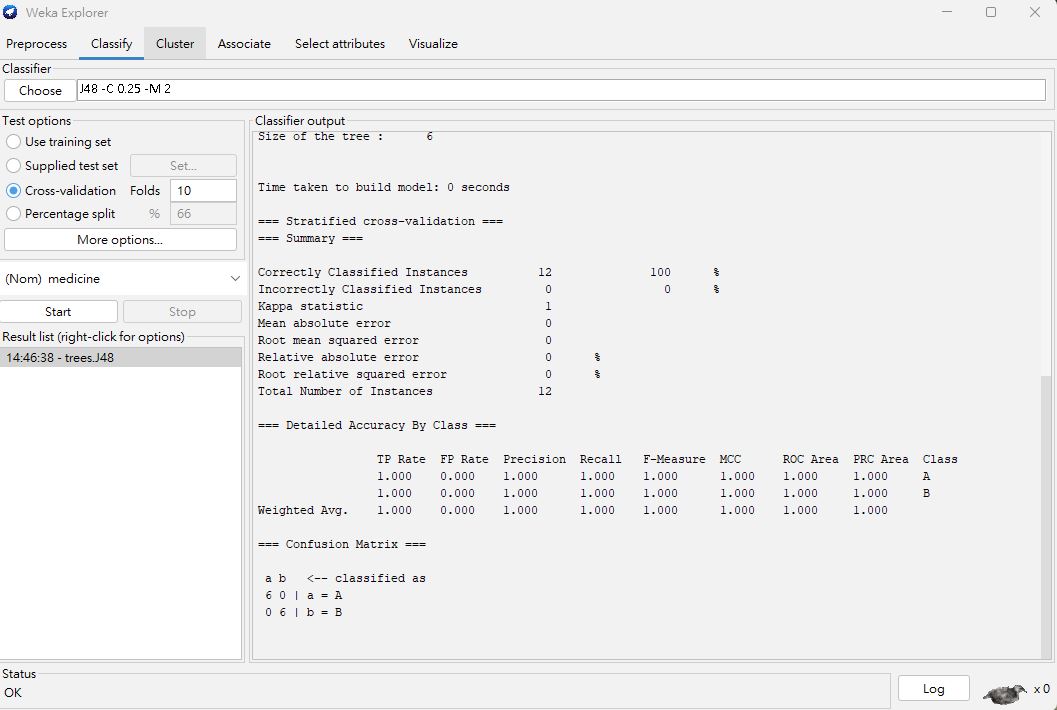 Weka Explorer
Preprocess Classify Cluster Associate Select attributes Visualize
Classifier
Choose J48 -C 0.25 -M 2
Test options
Use training set
Supplied test set Set...
Cross-validation Folds 10
Percentage split % 66
More options...
(Nom) medicine
Start Stop
Result list (right-click for options)
14:46:38 - trees.J48
Classifier output
Size of the tree : 6
Time taken to build model: 0 seconds
=== Stratified cross-validation ===
=== Summary ===
Correctly Classified Instances 12 100 %
Incorrectly Classified Instances 0 0 %
Kappa statistic 1
Mean absolute error 0
Root mean squared error 0
Relative absolute error 0 %
Root relative squared error 0 %
Total Number of Instances 12
=== Detailed Accuracy By Class ===
TP Rate FP Rate Precision Recall F-Measure MCC ROC Area PRC Area Class
1.000 0.000 1.000 1.000 1.000 1.000 1.000 1.000 A
1.000 0.000 1.000 1.000 1.000 1.000 1.000 1.000 B
Weighted Avg. 1.000 0.000 1.000 1.000 1.000 1.000 1.000 1.000
=== Confusion Matrix ===
a b <-- classified as
6 0 | a = A
0 6 | b = B
Status
OK
Log
x 0